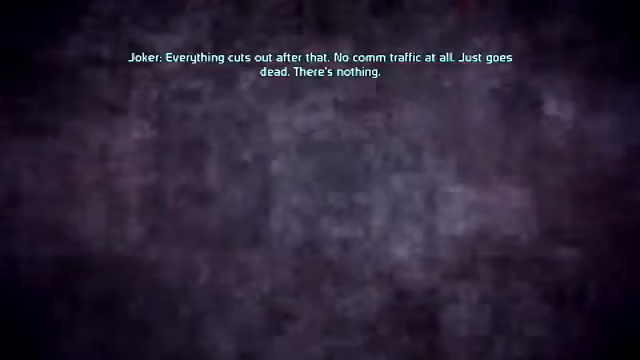 Joker: Everything cuts out after that. No comm traffic at all. Just goes
dead. There's nothing.